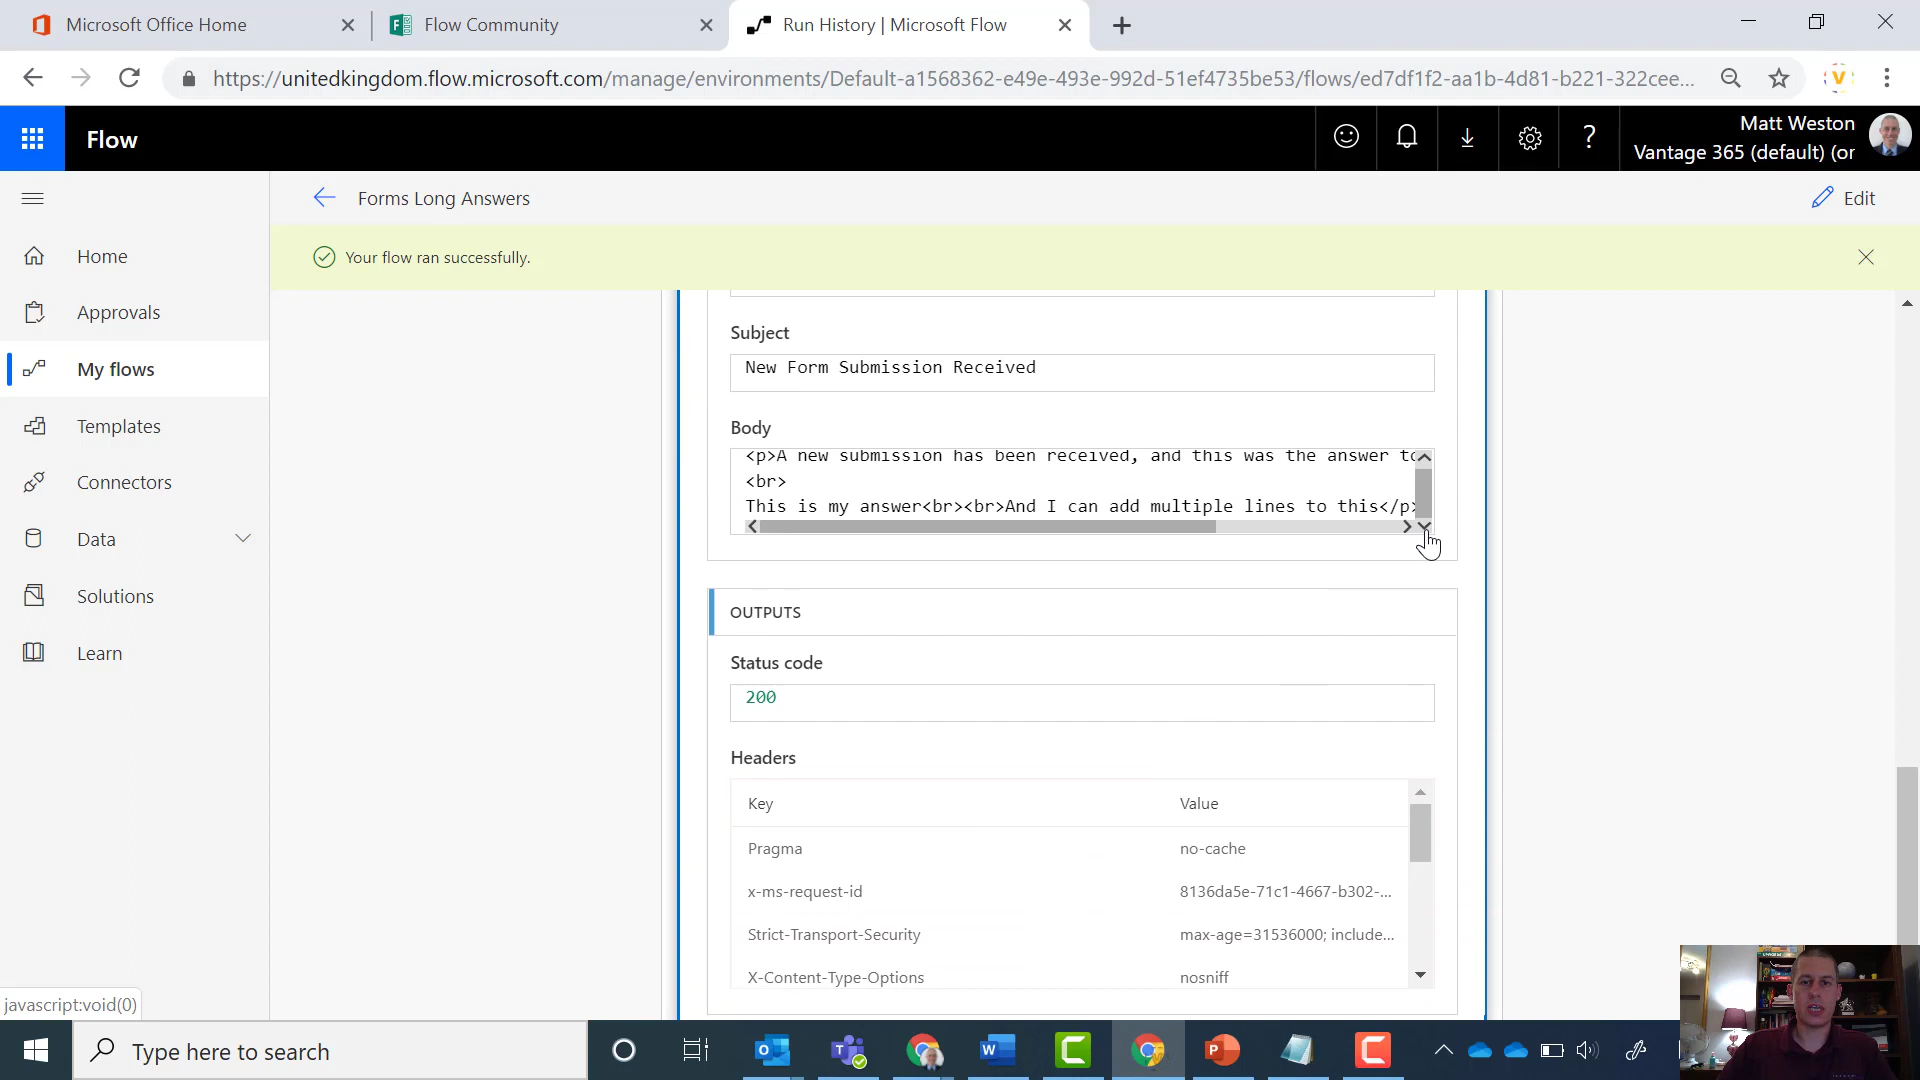 Microsoft Office Home
Flow Community
Run History | Microsoft Flow
https://unitedkingdom.flow.microsoft.com/manage/environments/Default-a1568362-e49e-493e-992d-51ef4735be53/flows/ed7df1f2-aa1b-4d81-b221-322cee...
V
Flow
?
Matt Weston
Vantage 365 (default) (or
Forms Long Answers
Edit
Your flow ran successfully.
Home
Approvals
My flows
Templates
Connectors
Data
Solutions
Learn
Subject
New Form Submission Received
Body
<p>A new submission has been received, and this was the answer to
<br>
This is my answer<br><br>And I can add multiple lines to this</p>
OUTPUTS
Status code
200
Headers
Key Value
Pragma no-cache
x-ms-request-id 8136da5e-71c1-4667-b302-...
Strict-Transport-Security max-age=31536000; include...
X-Content-Type-Options nosniff
javascript:void(0)
Type here to search